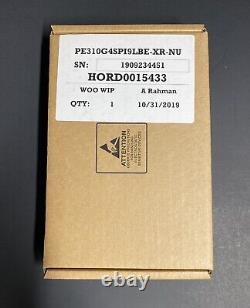 PE310G4SPI9LBE-XR-NU
SN: 1909234451
HORD0015433
WOO WIP A Rahman
QTY: 1 10/31/2019
ATTENTION